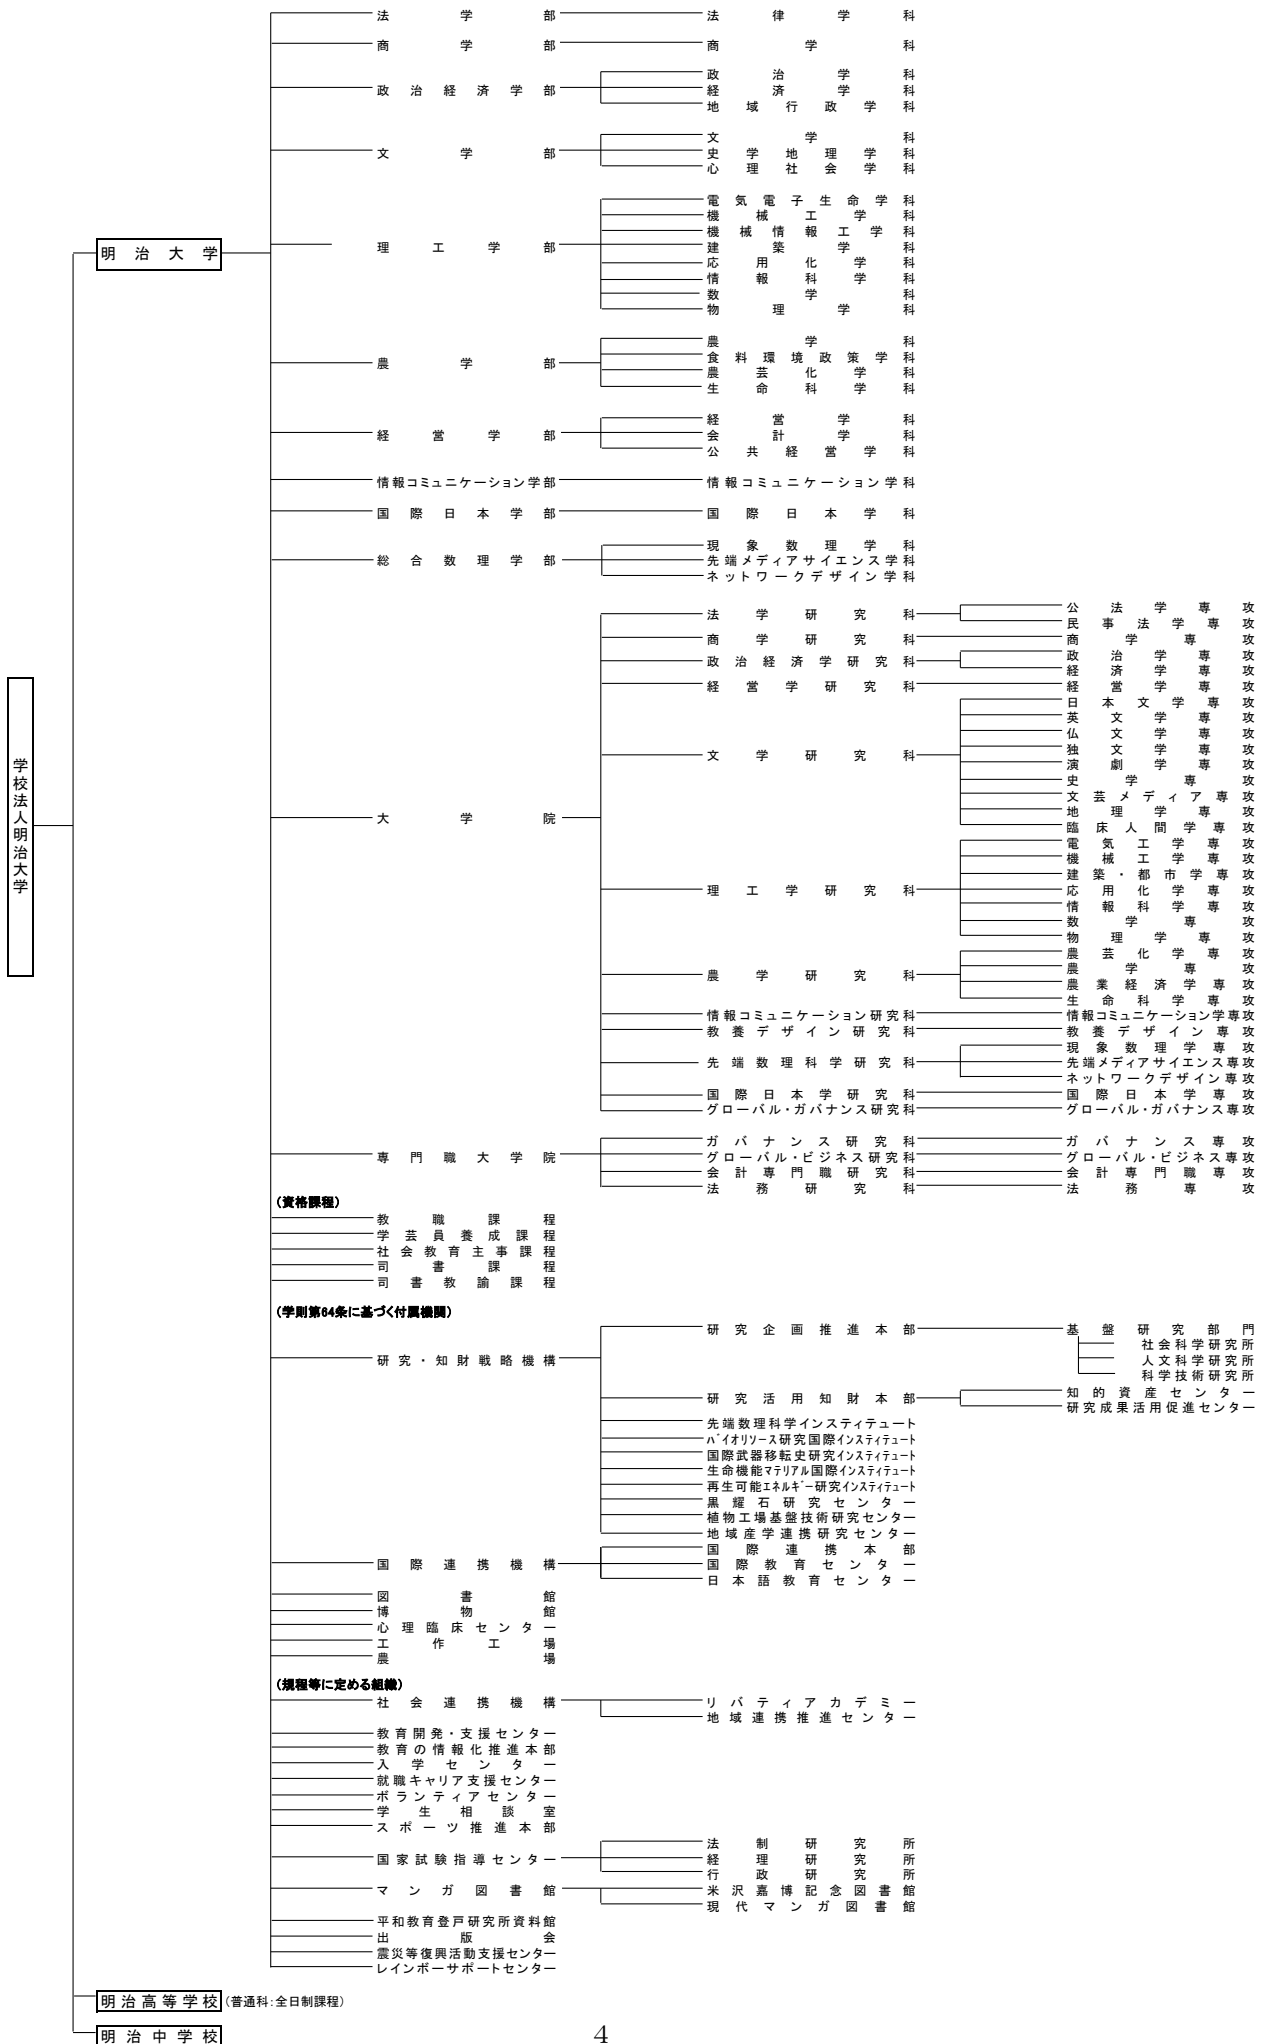 法学部 法律学科
商学部 商学科
政治学科
政治経済学部 経済学科
地域行政学科
文学科
文学部 史学地理学科
心理社会学科
電気電子生命学科
機械工学科
機械情報工学科
明治大学 理工学部 建築学科
応用化学科
情報科学科
数学科
物理学科
農学科
農学部 食料環境政策学科
農芸化学科
生命科学科
経営学科
経営学部 会計学科
公共経営学科
情報コミュニケーション学部 情報コミュニケーション学科
国際日本学部 国際日本学科
現象数理学科
総合数理学部 先端メディアサイエンス学科
ネットワークデザイン学科
学校法人明治大学
大学院
法学研究科 公法学専攻
民事法学専攻
商学研究科 商学専攻
政治経済学研究科 政治学専攻
経済学専攻
経営学研究科 経営学専攻
日本文学専攻
英文学専攻
仏文学専攻
文学研究科 独文学専攻
演劇学専攻
史学専攻
文芸メディア専攻
地理学専攻
臨床人間学専攻
電気工学専攻
機械工学専攻
建築・都市学専攻
理工学研究科 応用化学専攻
情報科学専攻
数学専攻
物理学専攻
農芸化学専攻
農学研究科 農学専攻
農業経済学専攻
生命科学専攻
情報コミュニケーション研究科 情報コミュニケーション学専攻
教養デザイン研究科 教養デザイン専攻
現象数理学専攻
先端数理科学研究科 先端メディアサイエンス専攻
ネットワークデザイン専攻
国際日本学研究科 国際日本学専攻
グローバル・ガバナンス研究科 グローバル・ガバナンス専攻
ガバナンス研究科 ガバナンス専攻
専門職大学院 グローバル・ビジネス研究科 グローバル・ビジネス専攻
会計専門職研究科 会計専門職専攻
法務研究科 法務専攻
(資格課程)
教職課程
学芸員養成課程
社会教育主事課程
司書課程
司書教諭課程
(学則第64条に基づく付属機関)
研究企画推進本部 基盤研究部門
社会科学研究所
研究・知財戦略機構 人文科学研究所
科学技術研究所
研究活用知財本部 知的資産センター
研究成果活用促進センター
先端数理科学インスティテュート
バイオリソース研究国際インスティテュート
国際武器移転史研究インスティテュート
生命機能マテリアル国際インスティテュート
再生可能エネルギー研究インスティテュート
黒耀石研究センター
植物工場基盤技術研究センター
地域産学連携研究センター
国際連携本部
国際連携機構 国際教育センター
日本語教育センター
図書館
博物館
心理臨床センター
工作工場
農場
(規程等に定める組織)
社会連携機構 リバティアカデミー
地域連携推進センター
教育開発・支援センター
教育の情報化推進本部
入学センター
就職キャリア支援センター
ボランティアセンター
学生相談室
スポーツ推進本部
法制研究所
国家試験指導センター 経理研究所
行政研究所
マンガ図書館 米沢嘉博記念図書館
現代マンガ図書館
平和教育登戸研究所資料館
出版会
震災等復興活動支援センター
レインボーサポートセンター
明治高等学校 (普通科:全日制課程)
明治中学校
4